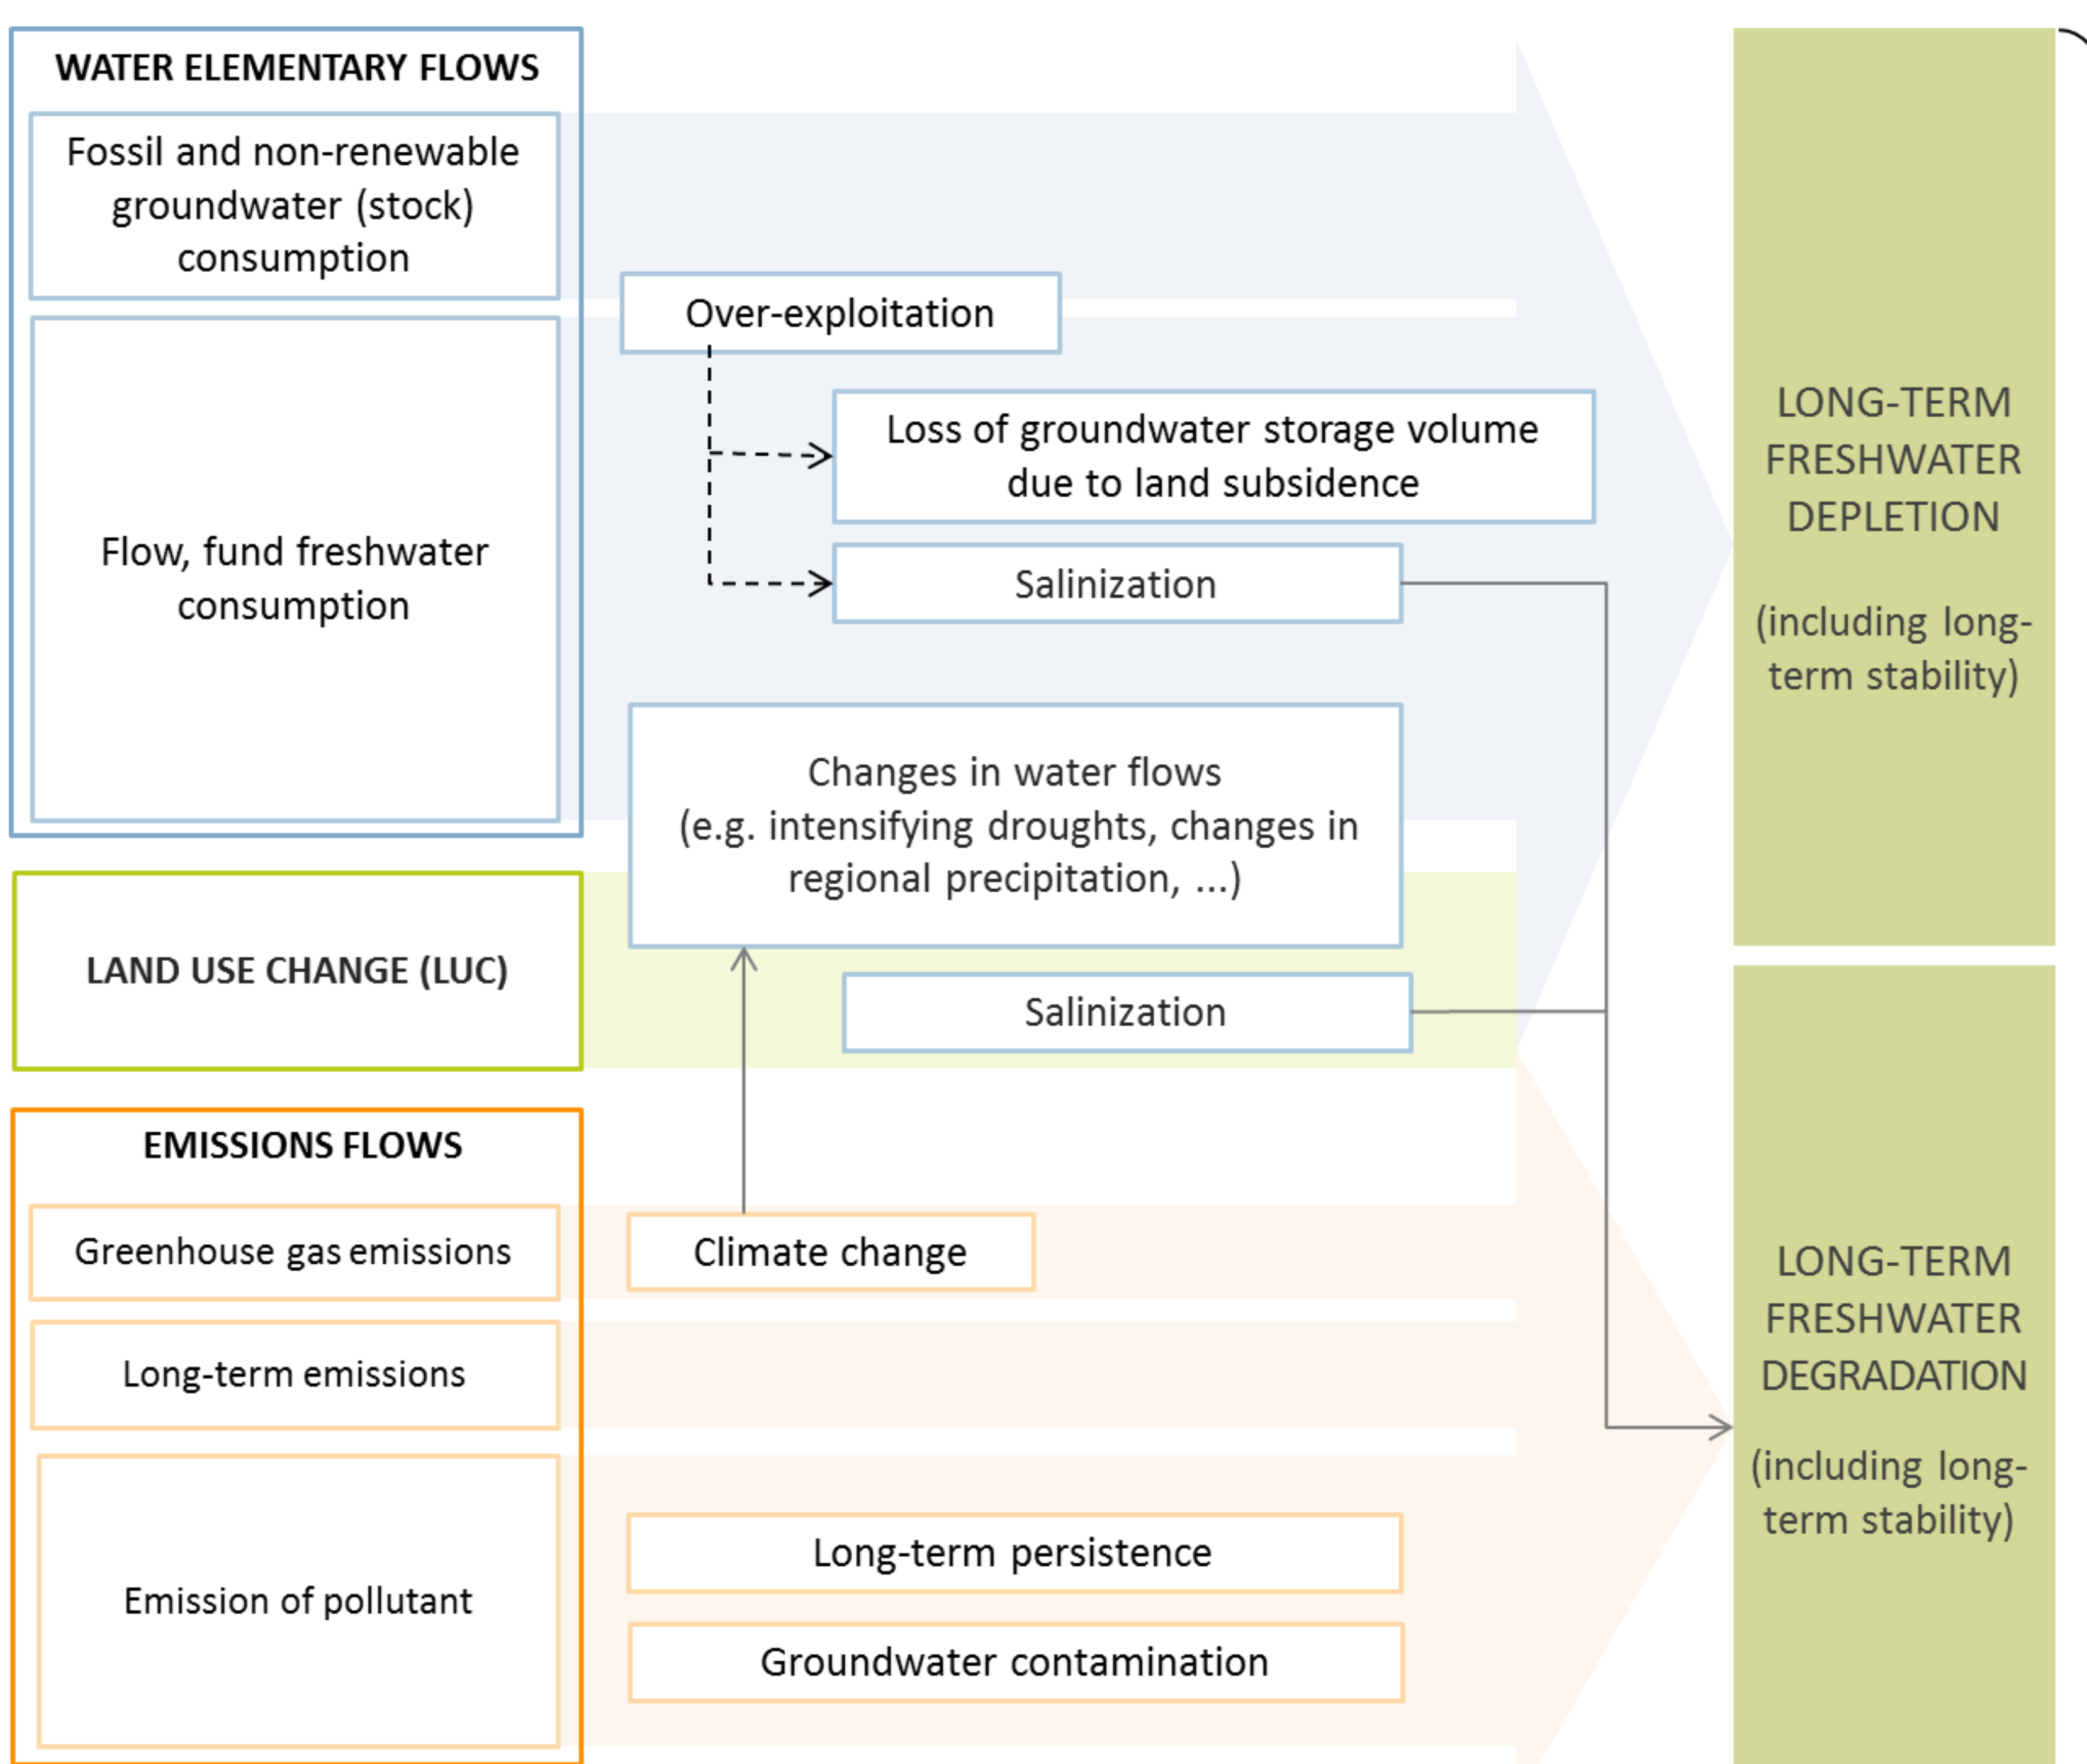 WATER ELEMENTARY FLOWS
Fossil and non-renewable
groundwater (stock)
consumption
Flow, fund freshwater
consumption
Over-exploitation
Loss of groundwater storage volume
due to land subsidence
Salinization
Changes in water flows
(e.g. intensifying droughts, changes in
regional precipitation, ...)
LAND USE CHANGE (LUC)
Salinization
EMISSIONS FLOWS
Greenhouse gas emissions
Climate change
Long-term emissions
Emission of pollutant
Long-term persistence
Groundwater contamination
LONG-TERM
FRESHWATER
DEPLETION
(including long-
term stability)
LONG-TERM
FRESHWATER
DEGRADATION
(including long-
term stability)